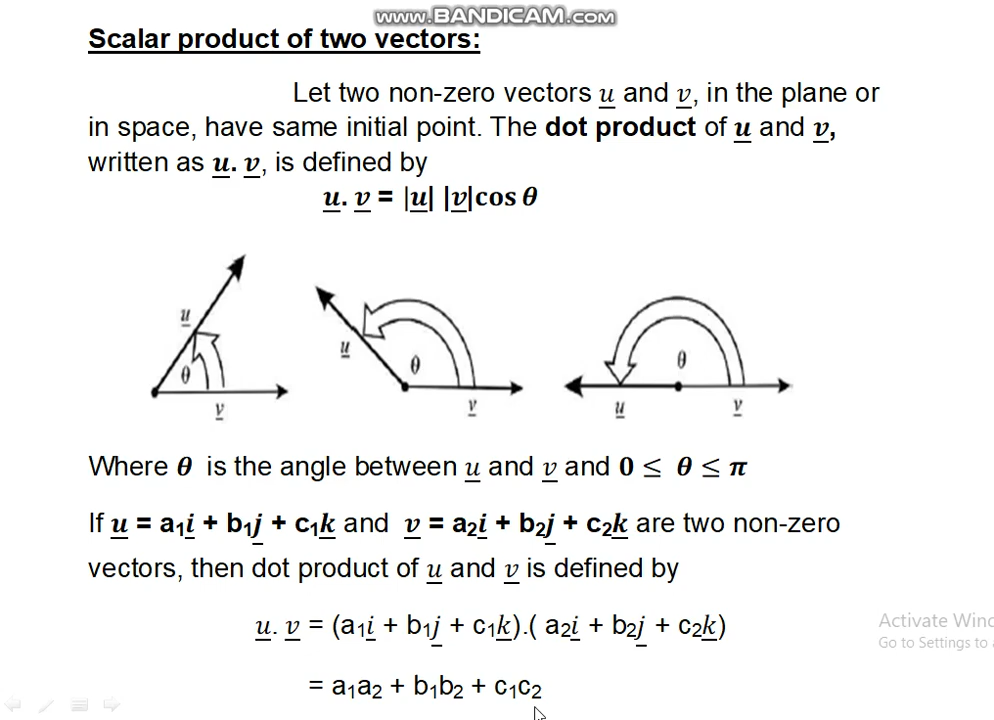 www.BANDICAM.com
Scalar product of two vectors:
Let two non-zero vectors u and v, in the plane or
in space, have same initial point. The dot product of u and v,
written as u. v, is defined by
u. v = |u| |v|cos θ
u θ v
u θ v
θ u v
Where θ is the angle between u and v and 0 ≤ θ ≤ π
If u = a₁i + b₁j + c₁k and v = a₂i + b₂j + c₂k are two non-zero
vectors, then dot product of u and v is defined by
u. v = (a₁i + b₁j + c₁k).( a₂i + b₂j + c₂k)
= a₁a₂ + b₁b₂ + c₁c₂
Activate Wind
Go to Settings to